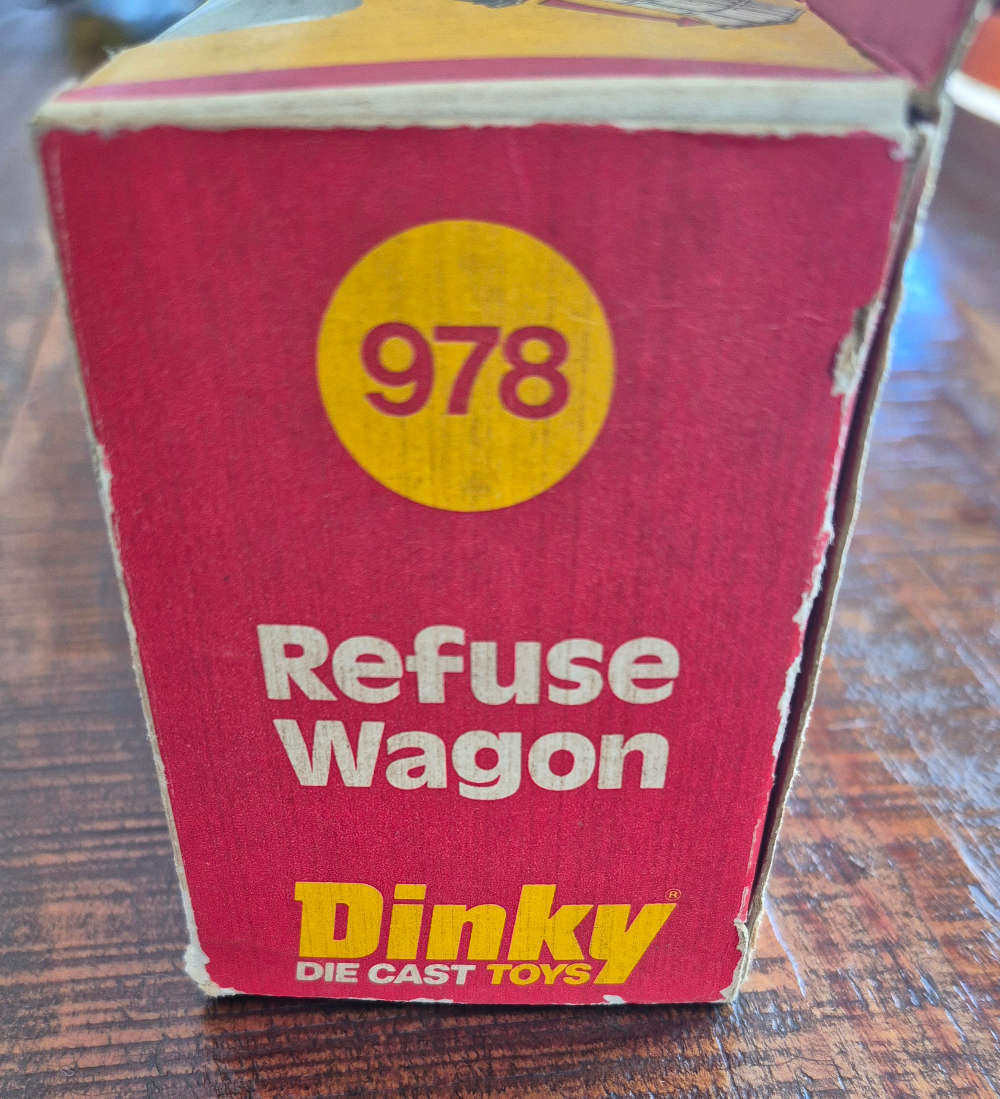 978
Refuse
Wagon
Dinky®
DIE CAST TOYS